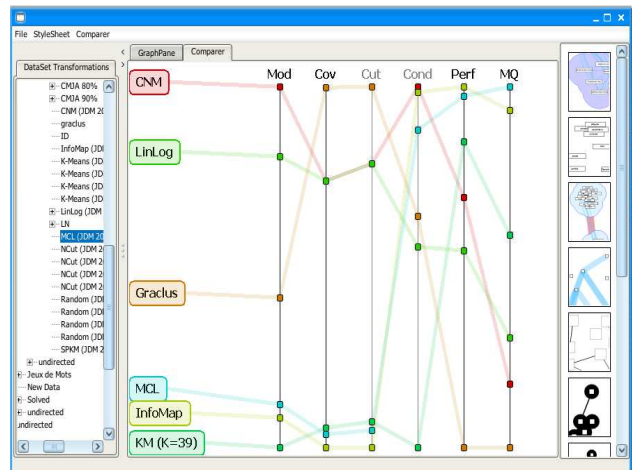 File StyleSheet Comparer
GraphPane Comparer
DataSet Transformations
CMJA 80%
CMJA 90%
CNM (JDM 20
graclus
ID
InfoMap (JDI
K-Means (JD
K-Means (JD
K-Means (JD
K-Means (JD
LinLog (JDM
LN
MCL (JDM 20
NCut (JDM 2
NCut (JDM 2
NCut (JDM 2
NCut (JDM 2
Random (JDI
Random (JDI
Random (JDI
Random (JDI
SPKM (JDM 2
undirected
Jeux de Mots
New Data
Solved
undirected
undirected
Mod Cov Cut Cond Perf MQ
CNM
LinLog
Graclus
MCL
InfoMap
KM (K=39)